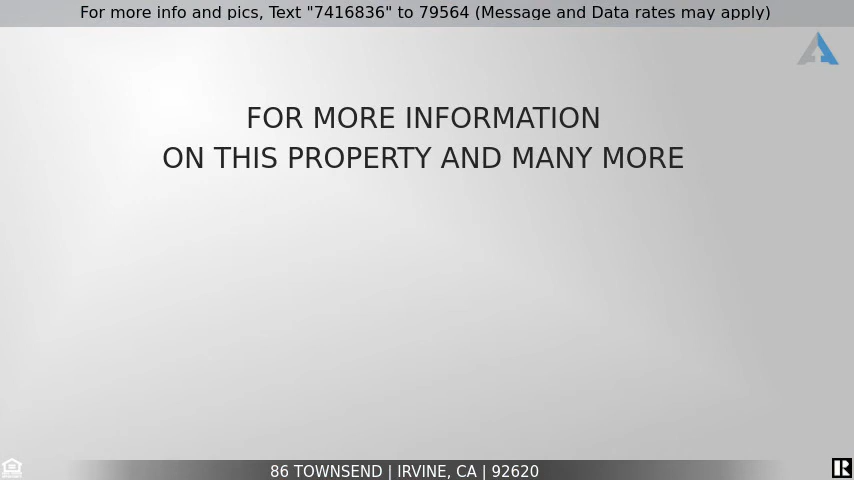 For more info and pics, Text "7416836" to 79564 (Message and Data rates may apply)
FOR MORE INFORMATION
ON THIS PROPERTY AND MANY MORE
86 TOWNSEND | IRVINE, CA | 92620